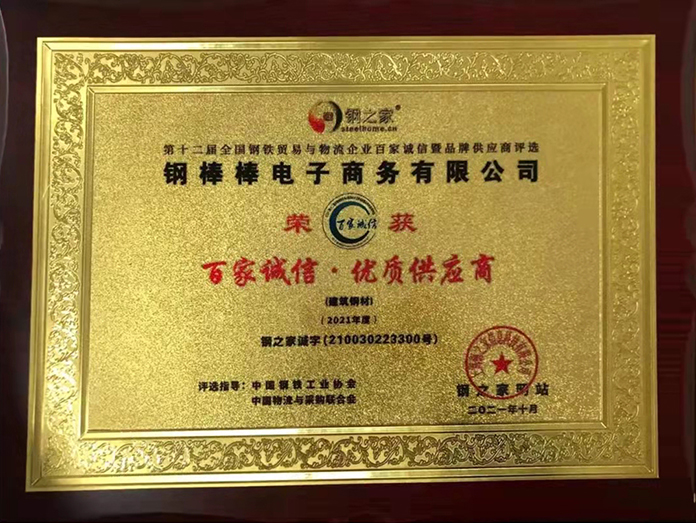 钢之家®
steelhome.cn
第十二届全国钢铁贸易与物流企业百家诚信暨品牌供应商评选
钢棒棒电子商务有限公司
荣 百家诚信 获
百家诚信·优质供应商
(建筑钢材)
(2021年度)
钢之家诚字(210030223300号)
评选指导：中国钢铁工业协会
中国物流与采购联合会
钢之家网站
二〇二一年十月